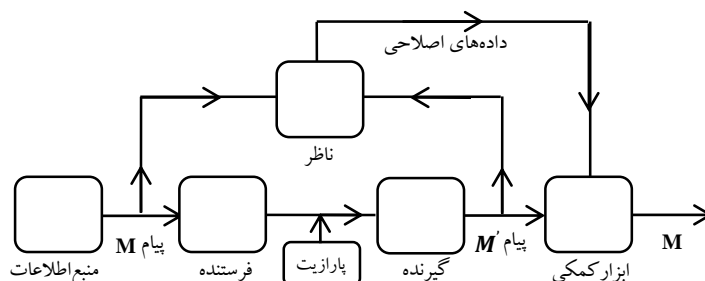 داده‌های اصلاحی
ناظر
پیام M
پیام M′
M
پارازیت
منبع اطلاعات
فرستنده
گیرنده
ابزار کمکی